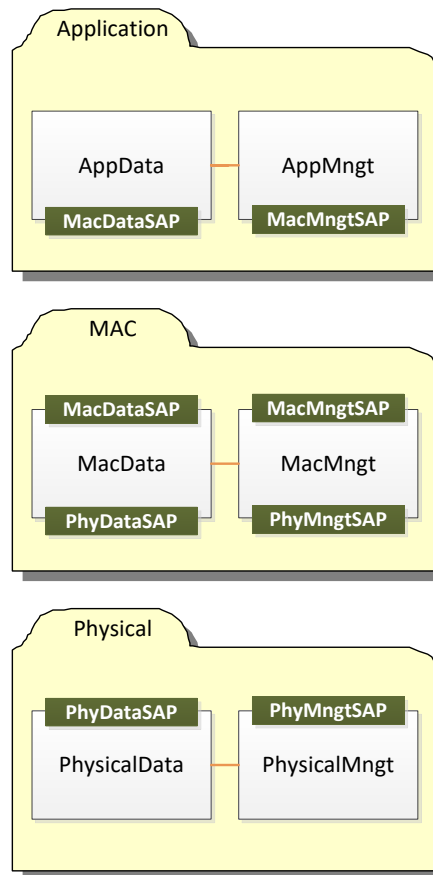 Application
AppData AppMngt
MacDataSAP MacMngtSAP
MAC
MacDataSAP MacMngtSAP
MacData MacMngt
PhyDataSAP PhyMngtSAP
Physical
PhyDataSAP PhyMngtSAP
PhysicalData PhysicalMngt